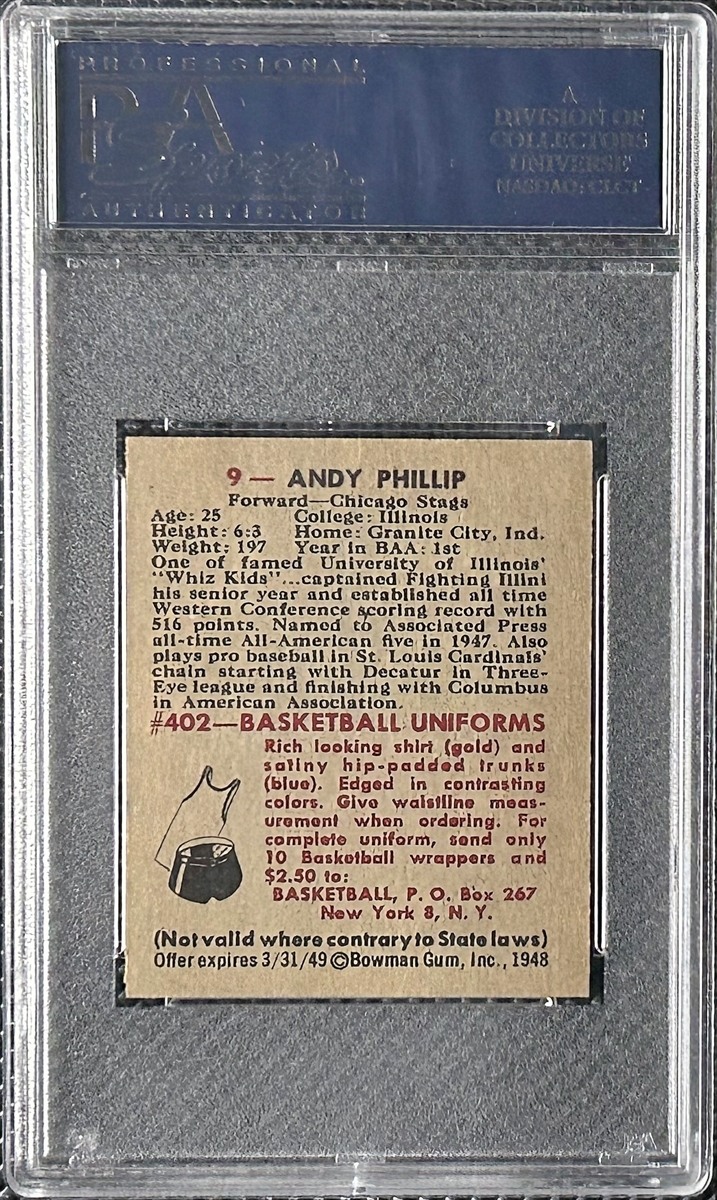 PROFESSIONAL
PSA
Sports
AUTHENTICATOR
A
DIVISION OF
COLLECTORS
UNIVERSE
NASDAQ: CLCT
9 — ANDY PHILLIP
Forward—Chicago Stags
Age: 25 College: Illinois
Height: 6:3 Home: Granite City, Ind.
Weight: 197 Year in BAA: 1st
One of famed University of Illinois'
"Whiz Kids"...captained Fighting Illini
his senior year and established all time
Western Conference scoring record with
516 points. Named to Associated Press
all-time All-American five in 1947. Also
plays pro baseball in St. Louis Cardinals'
chain starting with Decatur in Three-
Eye league and finishing with Columbus
in American Association.
#402—BASKETBALL UNIFORMS
Rich looking shirt (gold) and
satiny hip-padded trunks
(blue). Edged in contrasting
colors. Give waistline meas-
urement when ordering. For
complete uniform, send only
10 Basketball wrappers and
$2.50 to:
BASKETBALL, P. O. Box 267
New York 8, N. Y.
(Not valid where contrary to State laws)
Offer expires 3/31/49 ©Bowman Gum, Inc., 1948